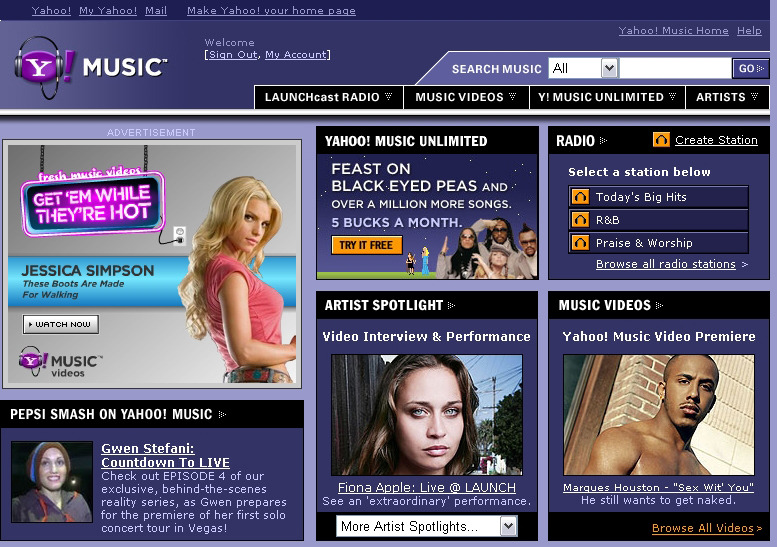 Yahoo! My Yahoo! Mail Make Yahoo! your home page
Yahoo! Music Home Help
Y! MUSIC™
Welcome
[Sign Out, My Account]
SEARCH MUSIC All GO
LAUNCHcast RADIO MUSIC VIDEOS Y! MUSIC UNLIMITED ARTISTS
ADVERTISEMENT
fresh music videos
GET 'EM WHILE
THEY'RE HOT
JESSICA SIMPSON
These Boots Are Made
For Walking
WATCH NOW
Y! MUSIC™
videos
YAHOO! MUSIC UNLIMITED
FEAST ON
BLACK EYED PEAS AND
OVER A MILLION MORE SONGS.
5 BUCKS A MONTH.
TRY IT FREE
RADIO Create Station
Select a station below
Today's Big Hits
R&B
Praise & Worship
Browse all radio stations >
ARTIST SPOTLIGHT
Video Interview & Performance
Fiona Apple: Live @ LAUNCH
See an 'extraordinary' performance.
More Artist Spotlights...
MUSIC VIDEOS
Yahoo! Music Video Premiere
Marques Houston - "Sex Wit' You"
He still wants to get naked.
Browse All Videos >
PEPSI SMASH ON YAHOO! MUSIC
Gwen Stefani:
Countdown To LIVE
Check out EPISODE 4 of our
exclusive, behind-the-scenes
reality series, as Gwen prepares
for the premiere of her first solo
concert tour in Vegas!